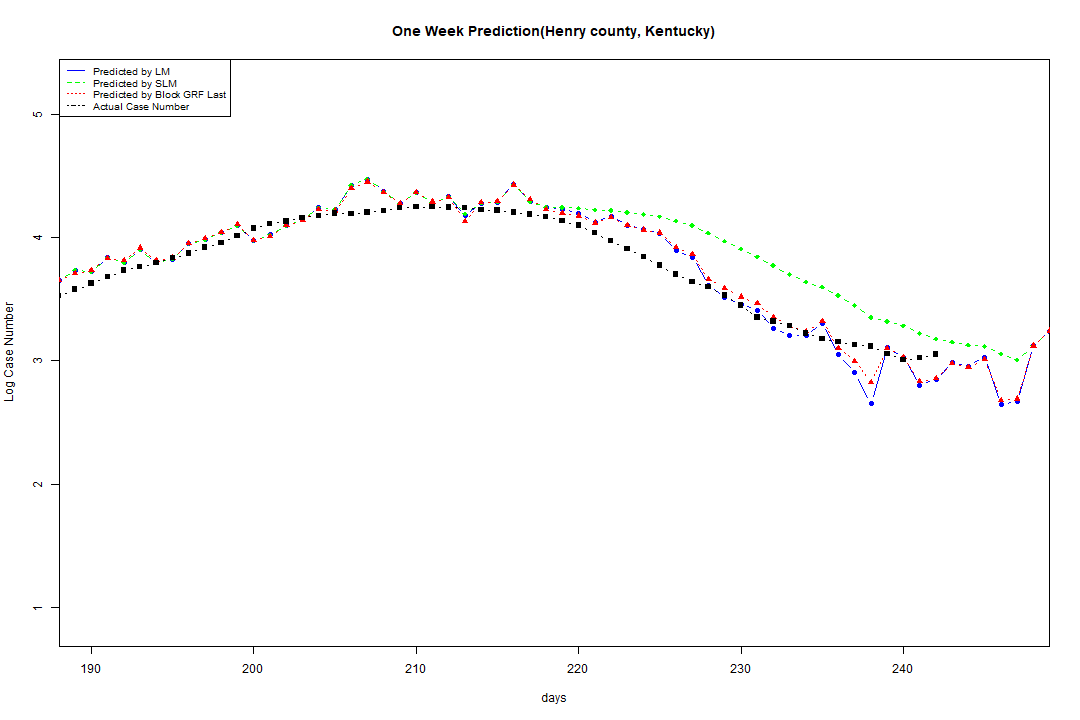 One Week Prediction(Henry county, Kentucky)
Predicted by LM
Predicted by SLM
Predicted by Block GRF Last
Actual Case Number
5
4
3
2
1
Log Case Number
190 200 210 220 230 240
days